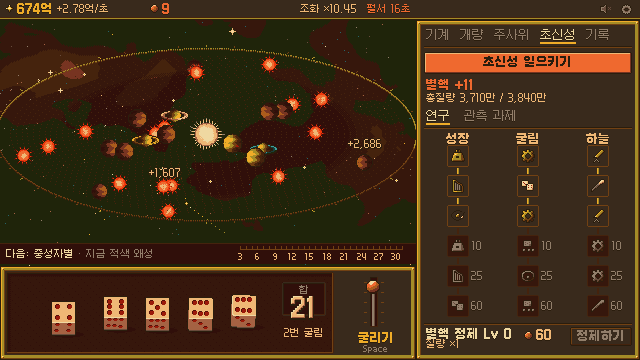 674억 +2.78억/초
9
조화 ×10.45 펄서 16초
기계 개량 주사위 초신성 기록
초신성 일으키기
별핵 +11
총질량 3,710만 / 3,840만
연구 관측 과제
성장 굴림 하늘
10 10 10
25 25 25
60 60 60
별핵 정제 Lv 0 60
질량 ×
정제하기
+2,686
+1,607
다음: 중성자별 · 지금 적색 왜성
3 6 9 12 15 18 21 24 27 30
합
21
2번 굴림
굴리기
Space